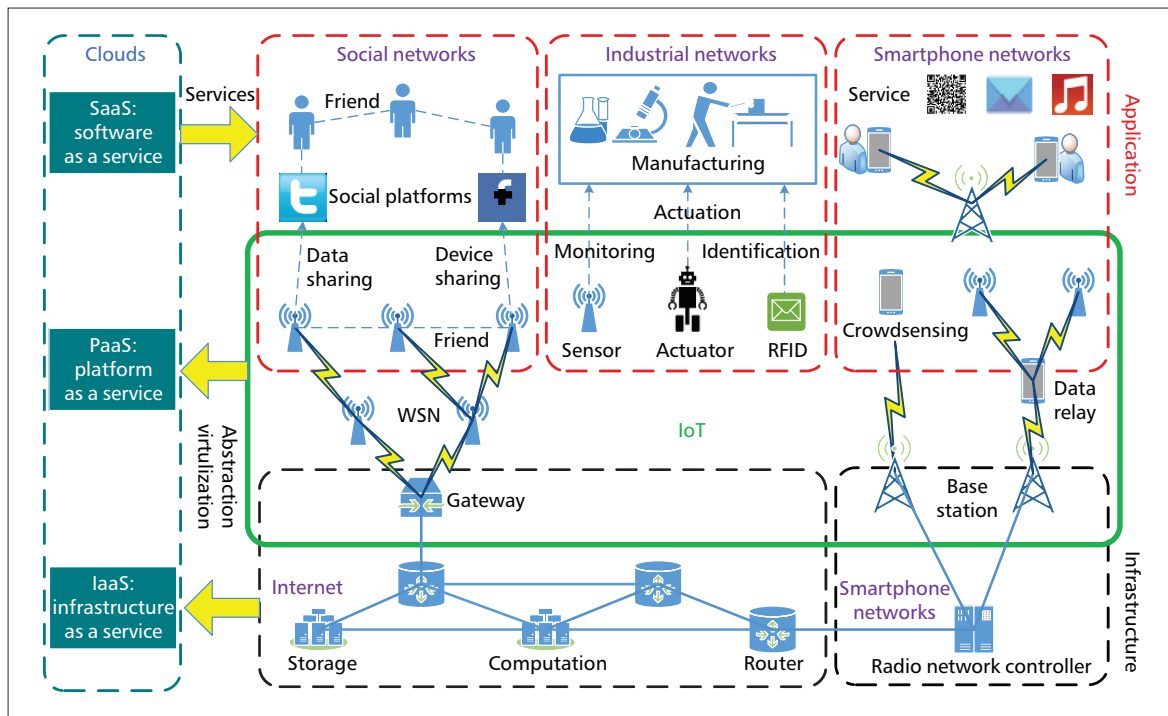 Clouds
SaaS:
software
as a service
PaaS:
platform
as a service
IaaS:
infrastructure
as a service
Services
Abstraction
virtulization
Social networks
Friend
Social platforms
t
f
Data
sharing
Device
sharing
Friend
WSN
Gateway
Industrial networks
Manufacturing
Actuation
Monitoring
Identification
Sensor
Actuator
RFID
Smartphone networks
Service
Crowdsensing
Data
relay
Application
IoT
Base
station
Internet
Storage
Computation
Router
Smartphone
networks
Radio network controller
Infrastructure